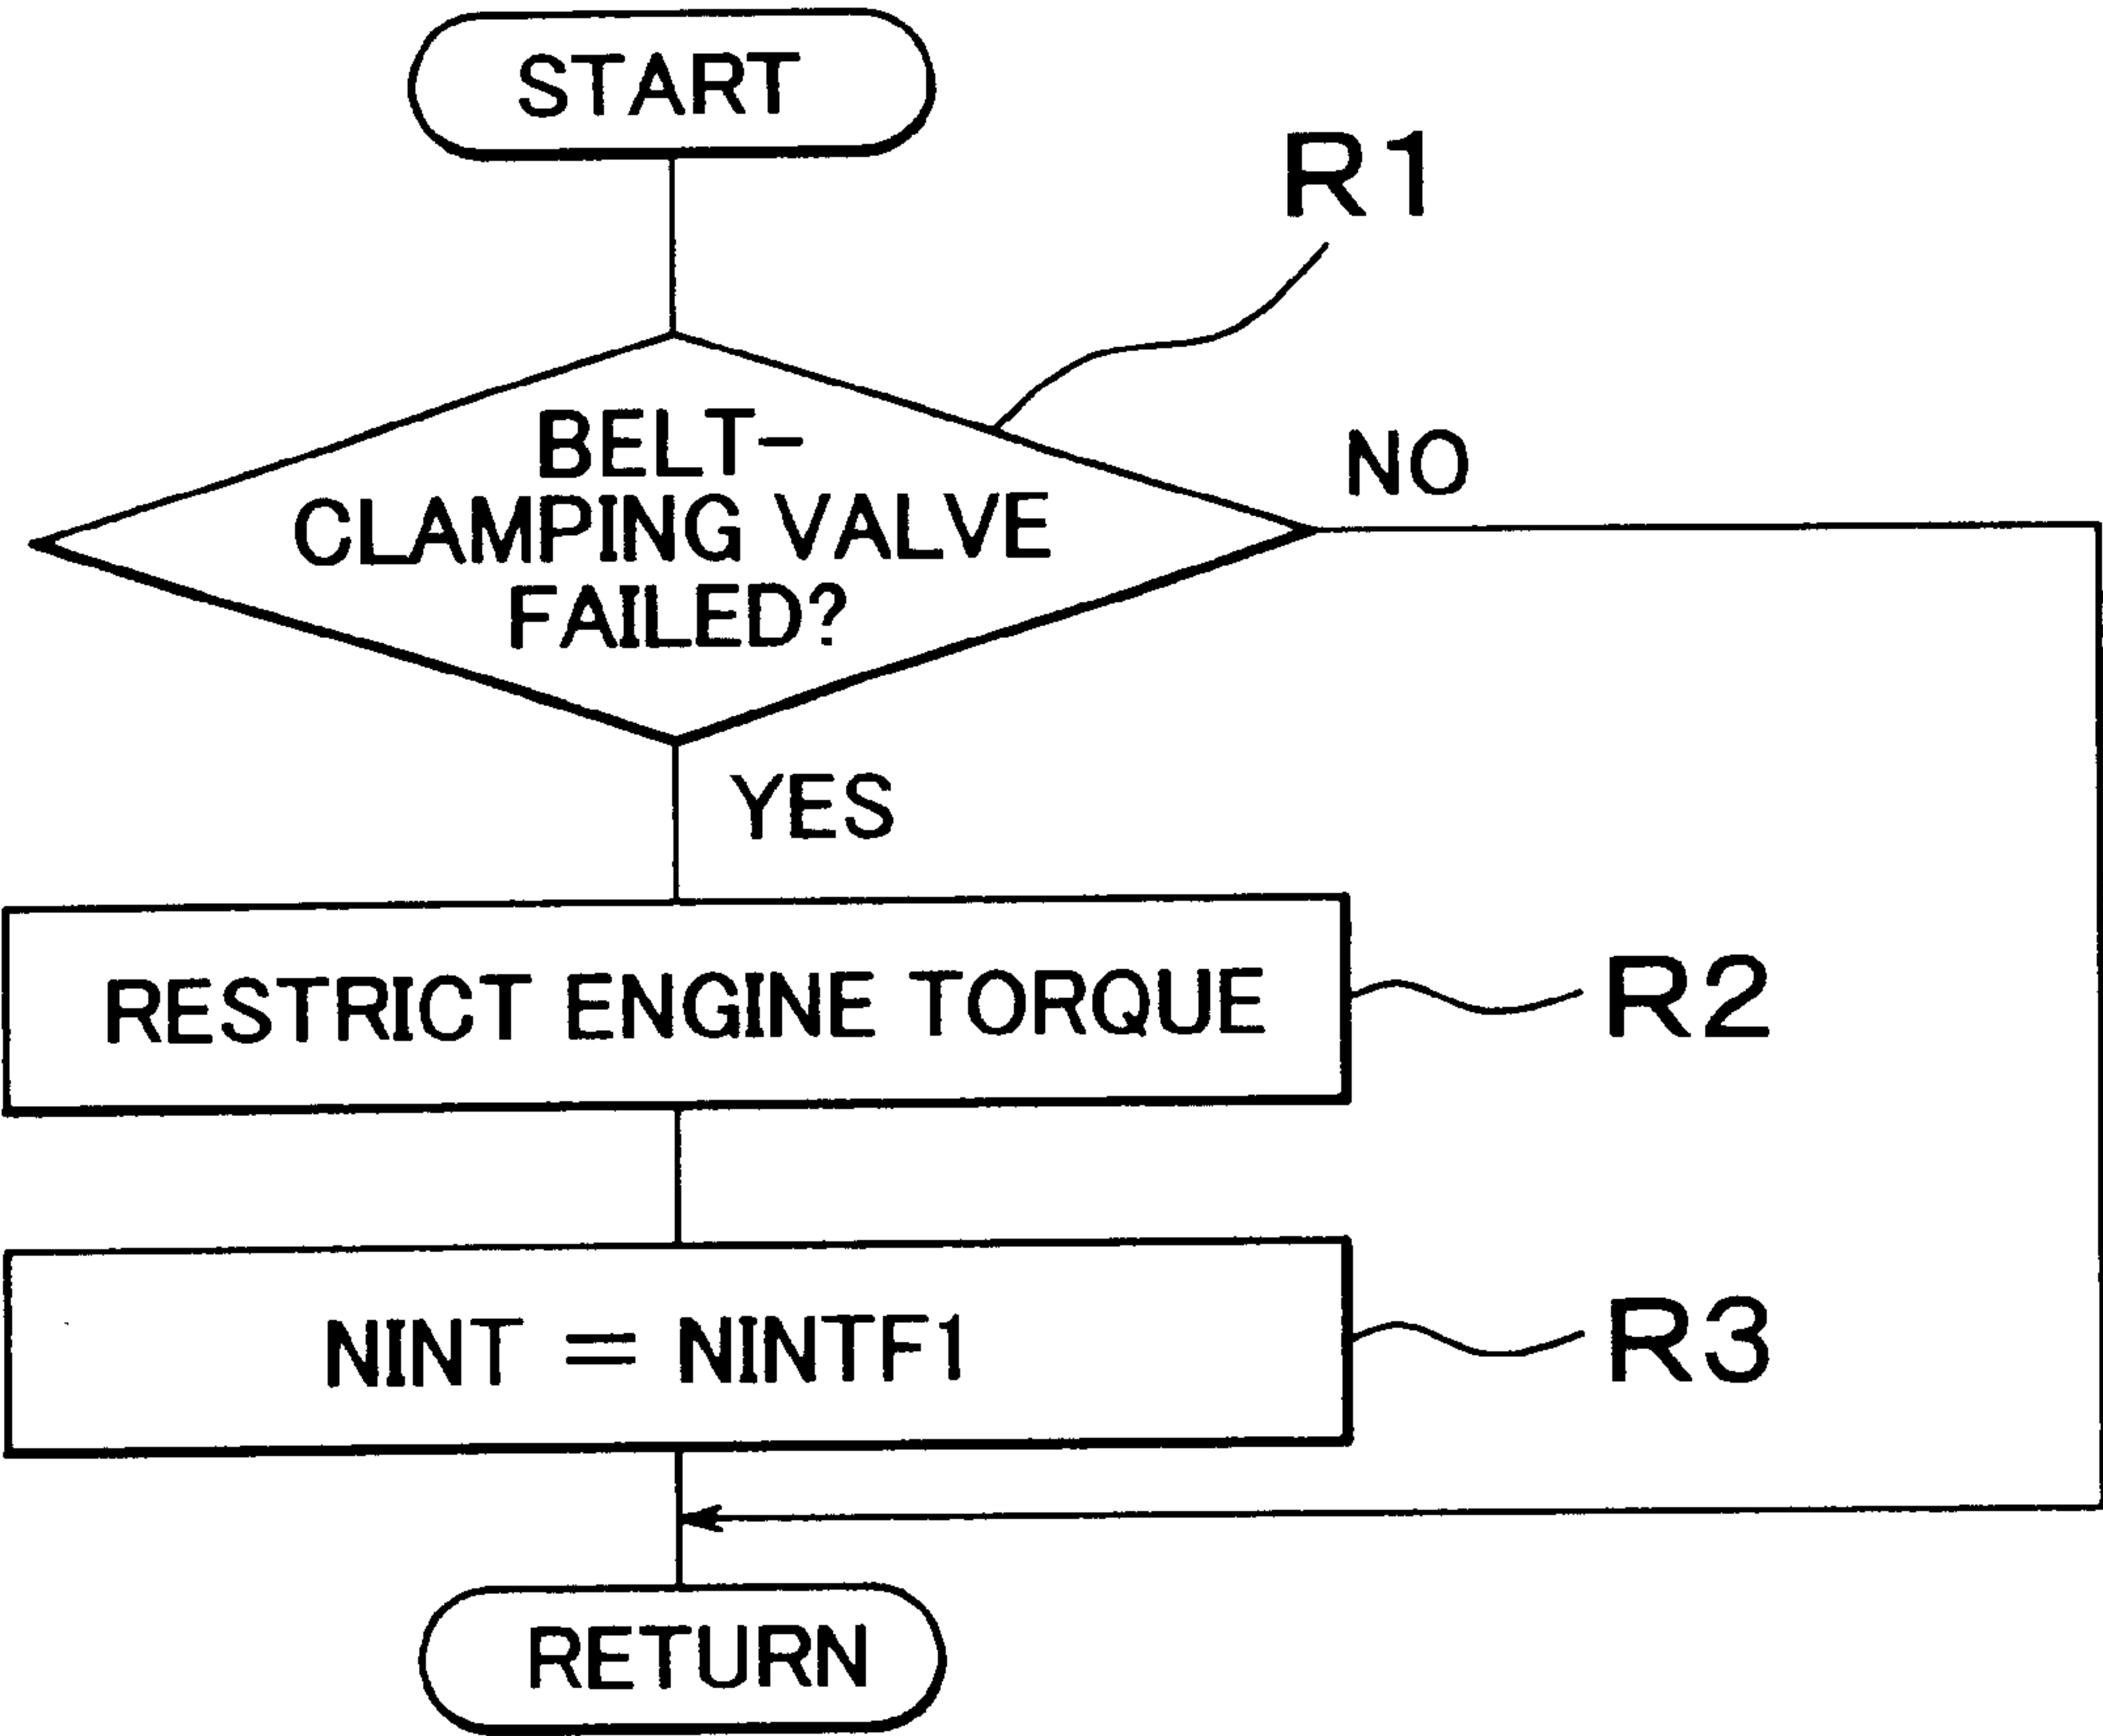 START
R1
BELT-
CLAMPING VALVE
FAILED?
NO
YES
RESTRICT ENGINE TORQUE
R2
NINT = NINTF1
R3
RETURN